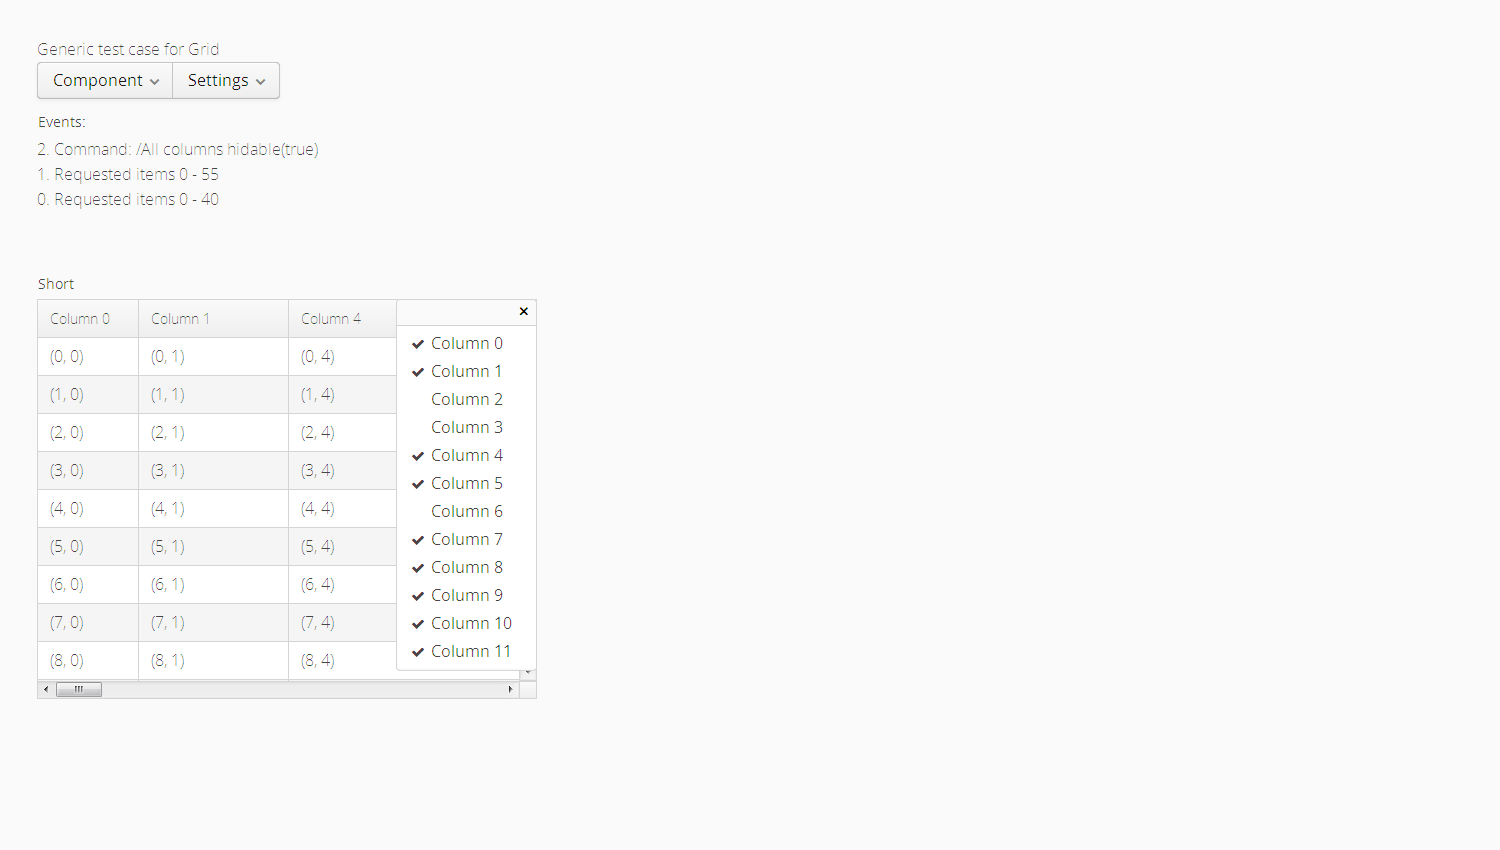 Generic test case for Grid
Component Settings
Events:
2. Command: /All columns hidable(true)
1. Requested items 0 - 55
0. Requested items 0 - 40
Short
Column 0 Column 1 Column 4
(0, 0) (0, 1) (0, 4)
(1, 0) (1, 1) (1, 4)
(2, 0) (2, 1) (2, 4)
(3, 0) (3, 1) (3, 4)
(4, 0) (4, 1) (4, 4)
(5, 0) (5, 1) (5, 4)
(6, 0) (6, 1) (6, 4)
(7, 0) (7, 1) (7, 4)
(8, 0) (8, 1) (8, 4)
Column 0
Column 1
Column 2
Column 3
Column 4
Column 5
Column 6
Column 7
Column 8
Column 9
Column 10
Column 11